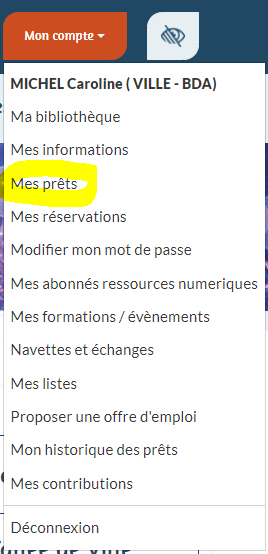 Mon compte
MICHEL Caroline ( VILLE - BDA)
Ma bibliothèque
Mes informations
Mes prêts
Mes réservations
Modifier mon mot de passe
Mes abonnés ressources numeriques
Mes formations / évènements
Navettes et échanges
Mes listes
Proposer une offre d'emploi
Mon historique des prêts
Mes contributions
Déconnexion